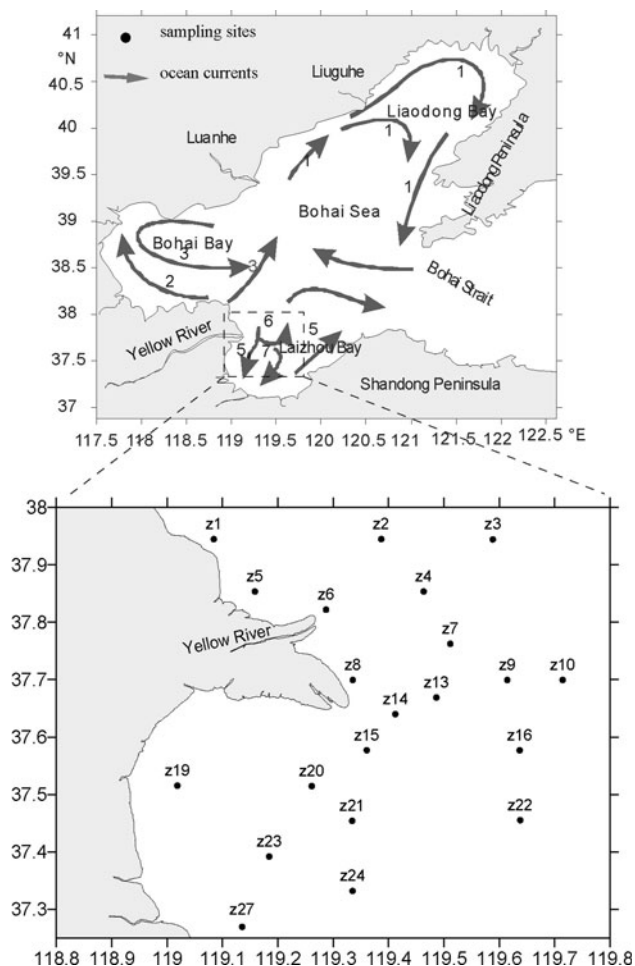 41
°N
40.5
40
39.5
39
38.5
38
37.5
37
sampling sites
ocean currents
Liuguhe
1
Liaodong Bay
Luanhe
1
1
1
Liaodong Peninsula
Bohai Sea
Bohai Bay
3
3
2
Bohai Strait
Yellow River
6
5
5
7
Laizhou Bay
Shandong Peninsula
117.5 118 118.5 119 119.5 120 120.5 121 121.5 122 122.5 °E
38
37.9
37.8
37.7
37.6
37.5
37.4
37.3
z1 z2 z3
z5 z4
z6
Yellow River
z7
z8 z9 z10
z13
z14
z15 z16
z19 z20
z21 z22
z23
z24
z27
118.8 118.9 119 119.1 119.2 119.3 119.4 119.5 119.6 119.7 119.8